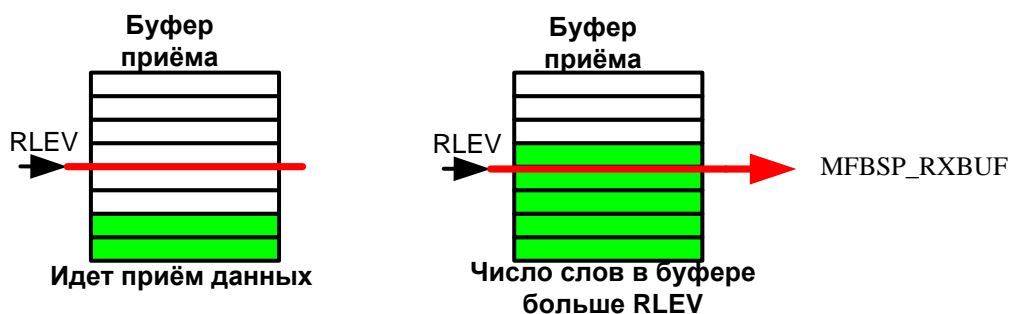 Буфер
приёма
RLEV
Идет приём данных
Буфер
приёма
RLEV
MFBSP_RXBUF
Число слов в буфере
больше RLEV